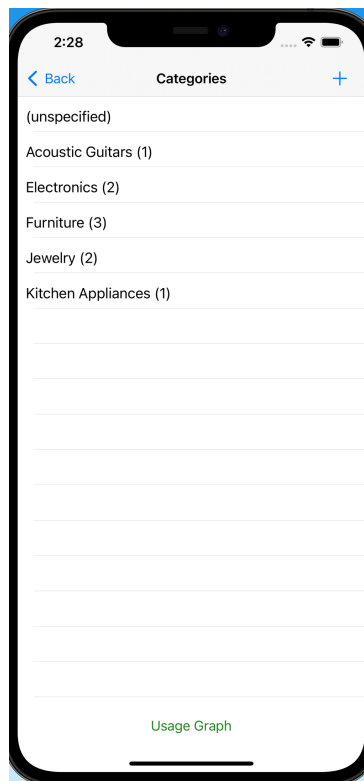 2:28
Back
Categories
(unspecified)
Acoustic Guitars (1)
Electronics (2)
Furniture (3)
Jewelry (2)
Kitchen Appliances (1)
Usage Graph